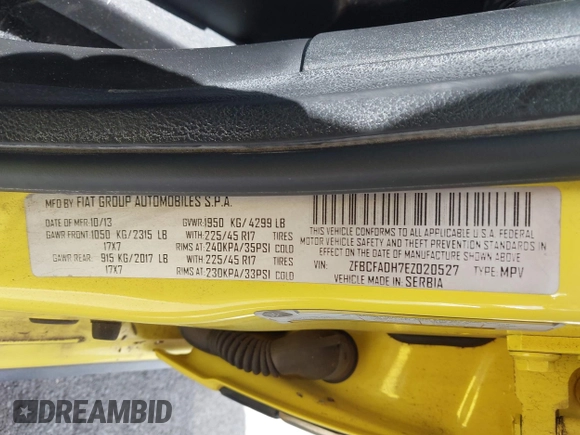 MFD BY FIAT GROUP AUTOMOBILES S.P.A.
DATE OF MFR 10/13 GVWR 1950 KG/4299 LB
GAWR FRONT: 1050 KG/2315 LB WITH 225/45 R17 TIRES
17X7 RIMS AT 240KPA/35PSI COLD
GAWR REAR: 915 KG/2017 LB WITH 225/45 R17 TIRES
17X7 RIMS AT 230KPA/33PSI COLD
THIS VEHICLE CONFORMS TO ALL APPLICABLE U.S. FEDERAL
MOTOR VEHICLE SAFETY AND THEFT PREVENTION STANDARDS IN
EFFECT ON THE DATE OF MANUFACTURE SHOWN ABOVE.
VIN: ZFBCFADH7EZ020527 TYPE: MPV
VEHICLE MADE IN SERBIA
DREAMBID